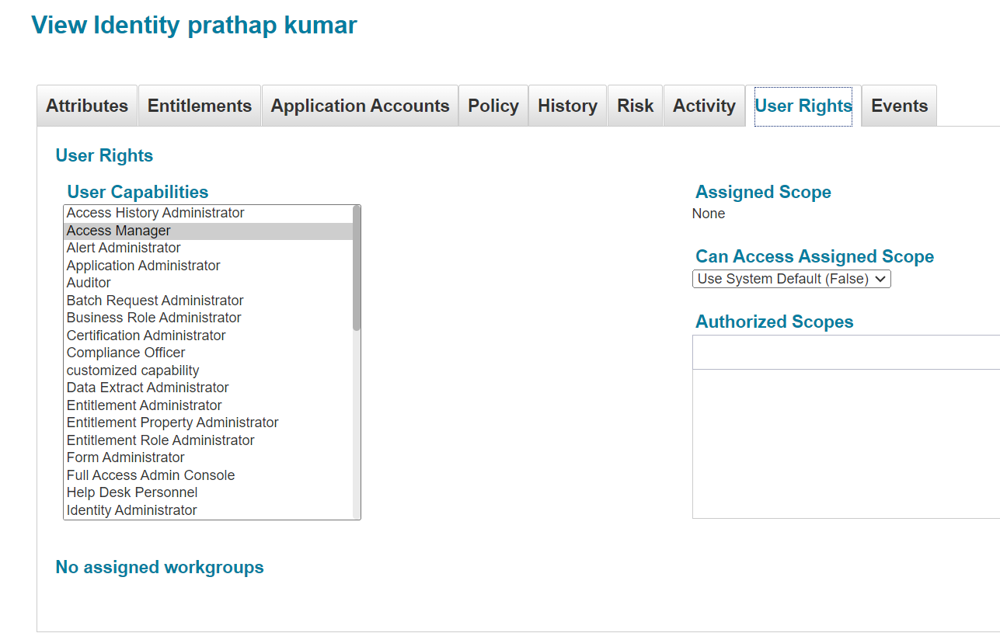 View Identity prathap kumar
Attributes Entitlements Application Accounts Policy History Risk Activity User Rights Events
User Rights
User Capabilities
Access History Administrator
Access Manager
Alert Administrator
Application Administrator
Auditor
Batch Request Administrator
Business Role Administrator
Certification Administrator
Compliance Officer
customized capability
Data Extract Administrator
Entitlement Administrator
Entitlement Property Administrator
Entitlement Role Administrator
Form Administrator
Full Access Admin Console
Help Desk Personnel
Identity Administrator
Assigned Scope
None
Can Access Assigned Scope
Use System Default (False)
Authorized Scopes
No assigned workgroups